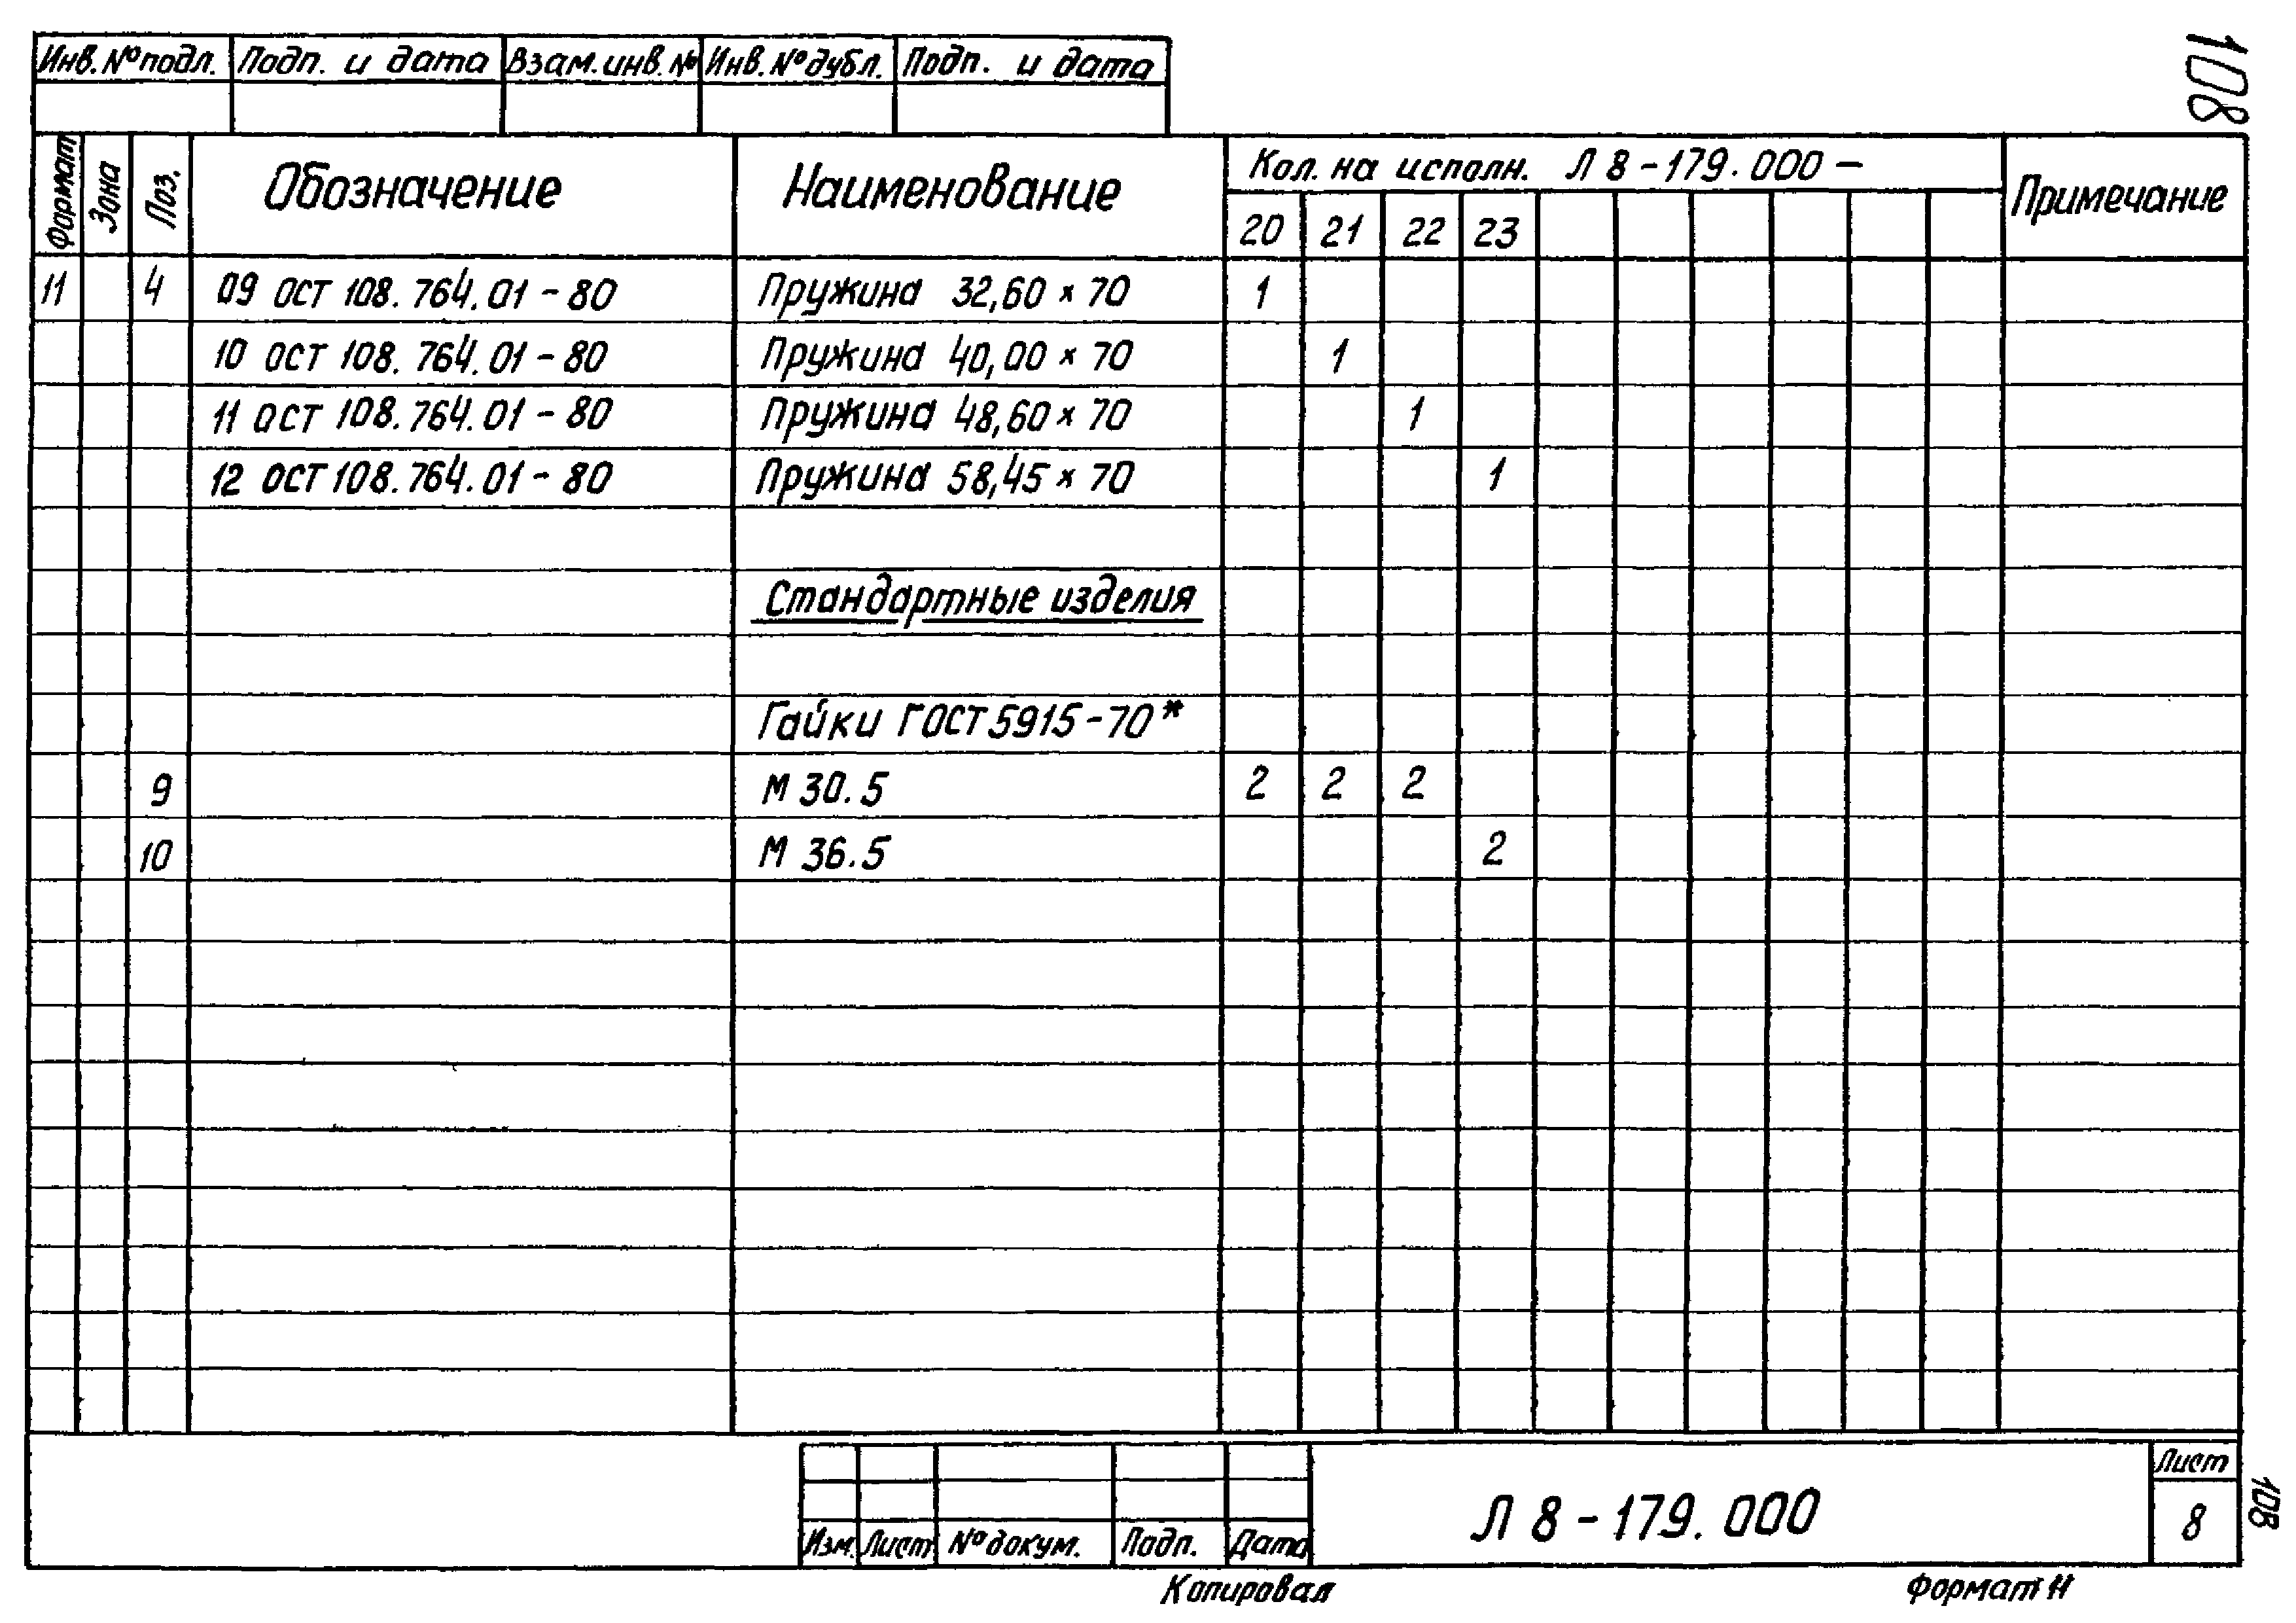 108
Инв. № подл. Подп. и дата Взам. инв. № Инв. № дубл. Подп. и дата
Формат Зона Поз. Обозначение Наименование Кол. на исполн. Л 8 - 179. 000 - Примечание
20 21 22 23
11 4 09 ОСТ 108. 764. 01 - 80 Пружина 32,60 × 70 1
10 ОСТ 108. 764. 01 - 80 Пружина 40,00 × 70 1
11 ОСТ 108. 764. 01 - 80 Пружина 48,60 × 70 1
12 ОСТ 108. 764. 01 - 80 Пружина 58,45 × 70 1
Стандартные изделия
Гайки ГОСТ 5915-70*
9 М 30. 5 2 2 2
10 М 36. 5 2
Изм. Лист № докум. Подп. Дата
Л 8 - 179. 000
Лист
8
108
Копировал Формат 11